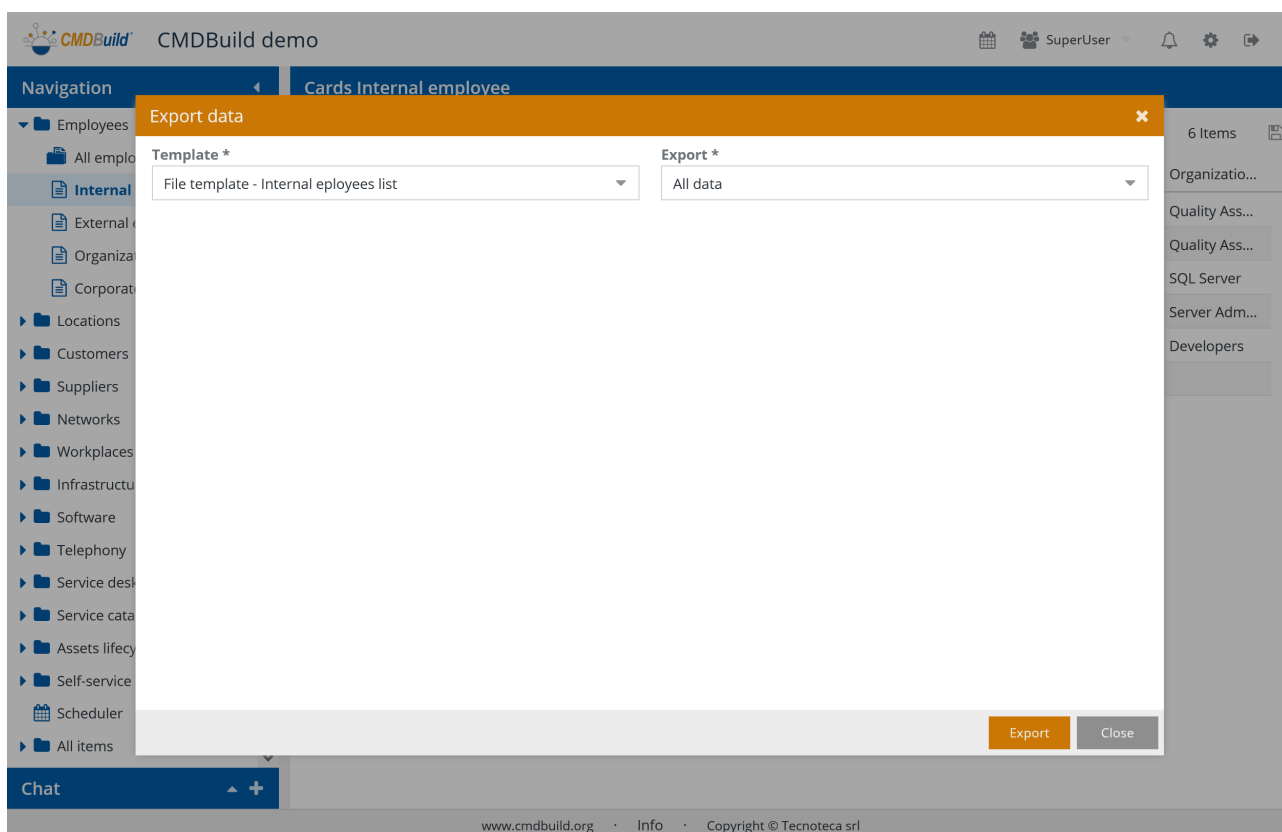 CMDBuild CMDBuild demo SuperUser
Navigation Cards Internal employee
Export data
Employees
6 Items
All emplo
Template * Export *
File template - Internal eployees list All data
Organizatio...
Internal
Quality Ass...
External e
Quality Ass...
Organizat
SQL Server
Corporate
Server Adm...
Locations
Developers
Customers
Suppliers
Networks
Workplaces
Infrastructu
Software
Telephony
Service desk
Service cata
Assets lifecy
Self-service
Scheduler
Export Close
All items
Chat
www.cmdbuild.org · Info · Copyright © Tecnoteca srl